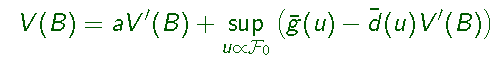 V(B) = aV′(B) + sup_{u∝ℱ₀} (ḡ(u) − d̄(u)V′(B))